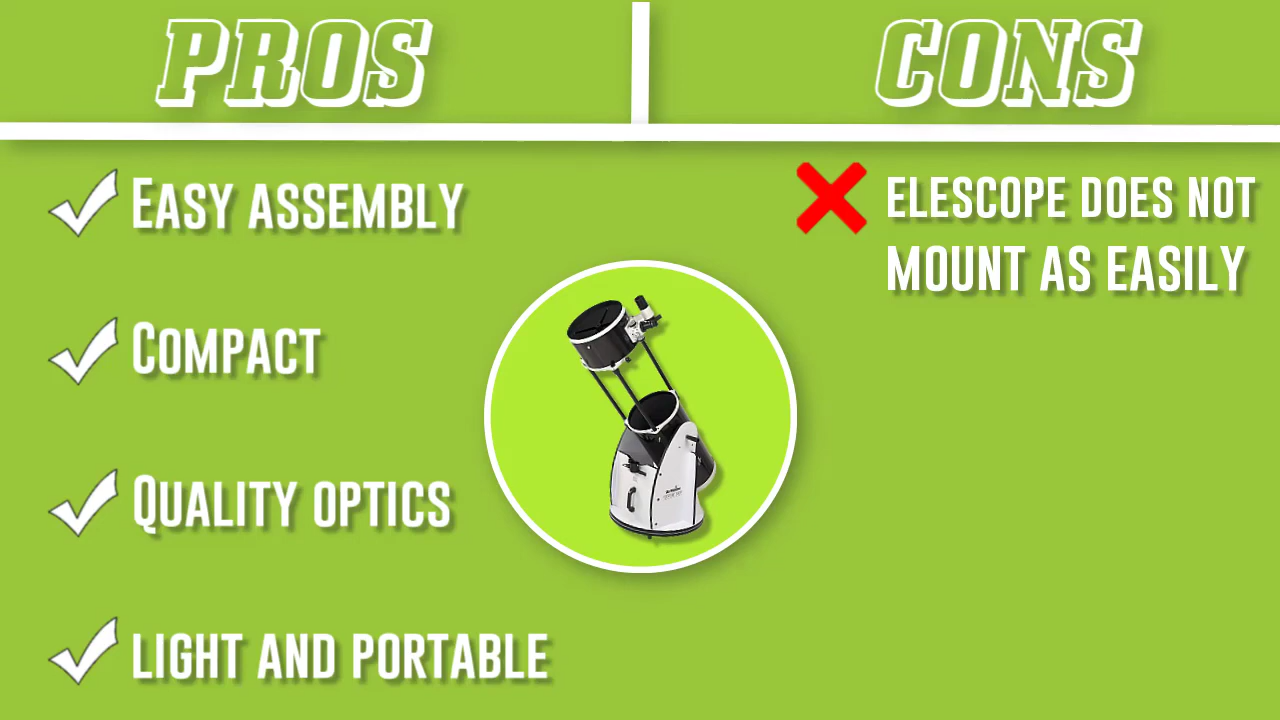 PROS
CONS
EASY ASSEMBLY
COMPACT
QUALITY OPTICS
LIGHT AND PORTABLE
ELESCOPE DOES NOT
MOUNT AS EASILY